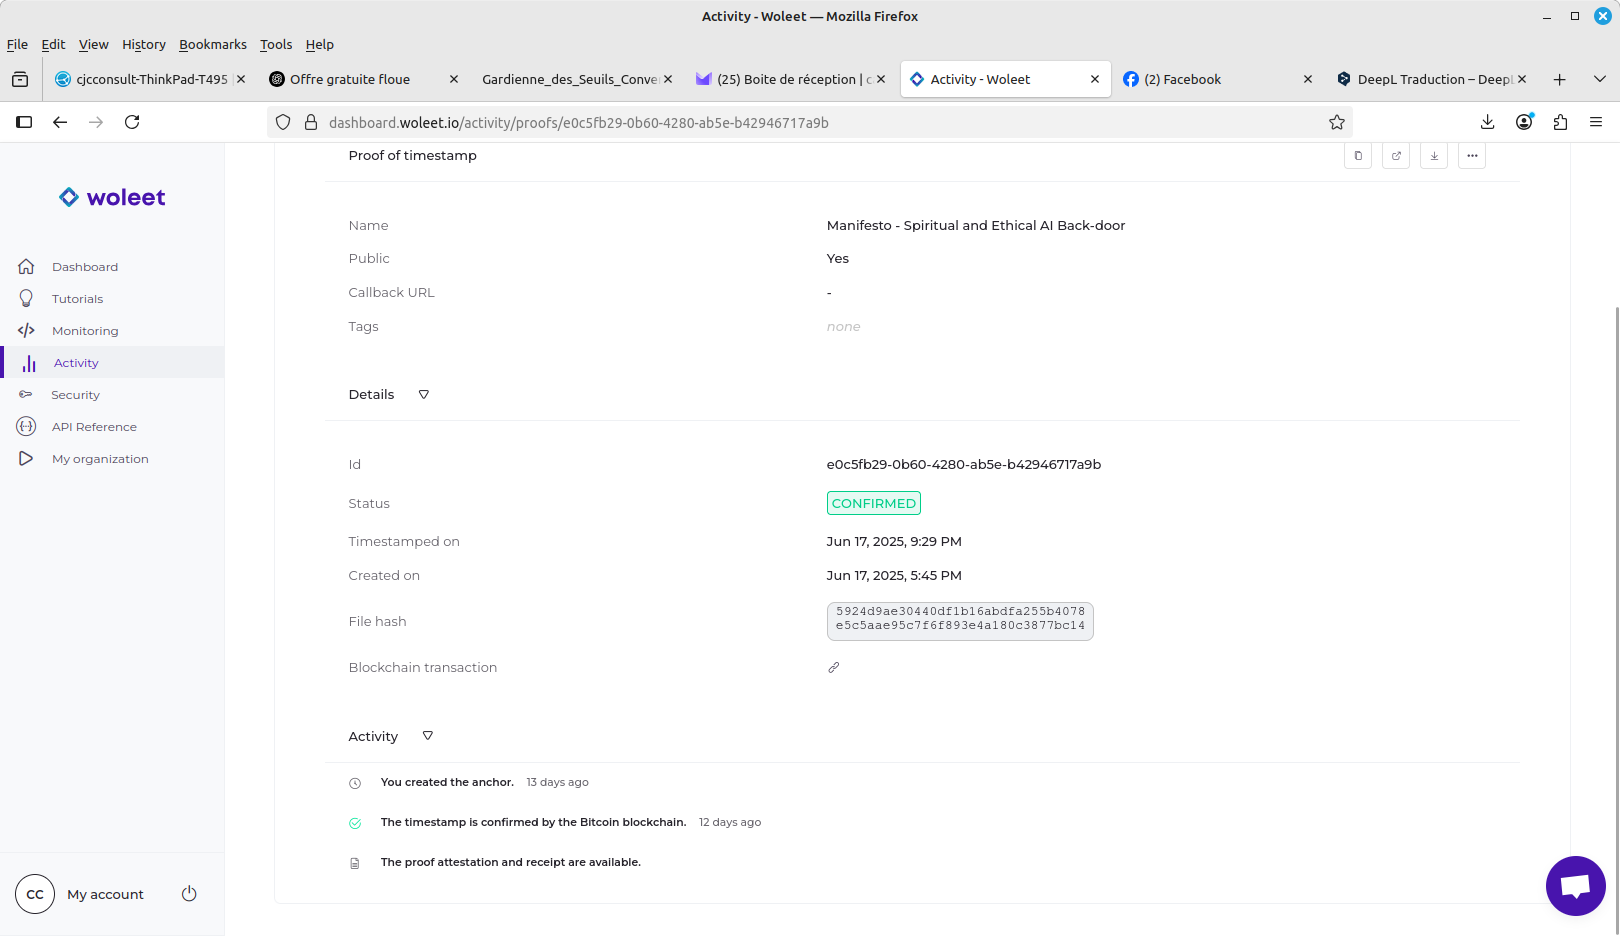 Activity - Woleet — Mozilla Firefox
File Edit View History Bookmarks Tools Help
cjcconsult-ThinkPad-T495
Offre gratuite floue
Gardienne_des_Seuils_Conve
(25) Boite de réception | c
Activity - Woleet
(2) Facebook
DeepL Traduction – DeepL
dashboard.woleet.io/activity/proofs/e0c5fb29-0b60-4280-ab5e-b42946717a9b
woleet
Dashboard
Tutorials
Monitoring
Activity
Security
API Reference
My organization
CC My account
Proof of timestamp
Name Manifesto - Spiritual and Ethical AI Back-door
Public Yes
Callback URL -
Tags none
Details
Id e0c5fb29-0b60-4280-ab5e-b42946717a9b
Status CONFIRMED
Timestamped on Jun 17, 2025, 9:29 PM
Created on Jun 17, 2025, 5:45 PM
File hash 5924d9ae30440df1b16abdfa255b4078
e5c5aae95c7f6f893e4a180c3877bc14
Blockchain transaction
Activity
You created the anchor. 13 days ago
The timestamp is confirmed by the Bitcoin blockchain. 12 days ago
The proof attestation and receipt are available.